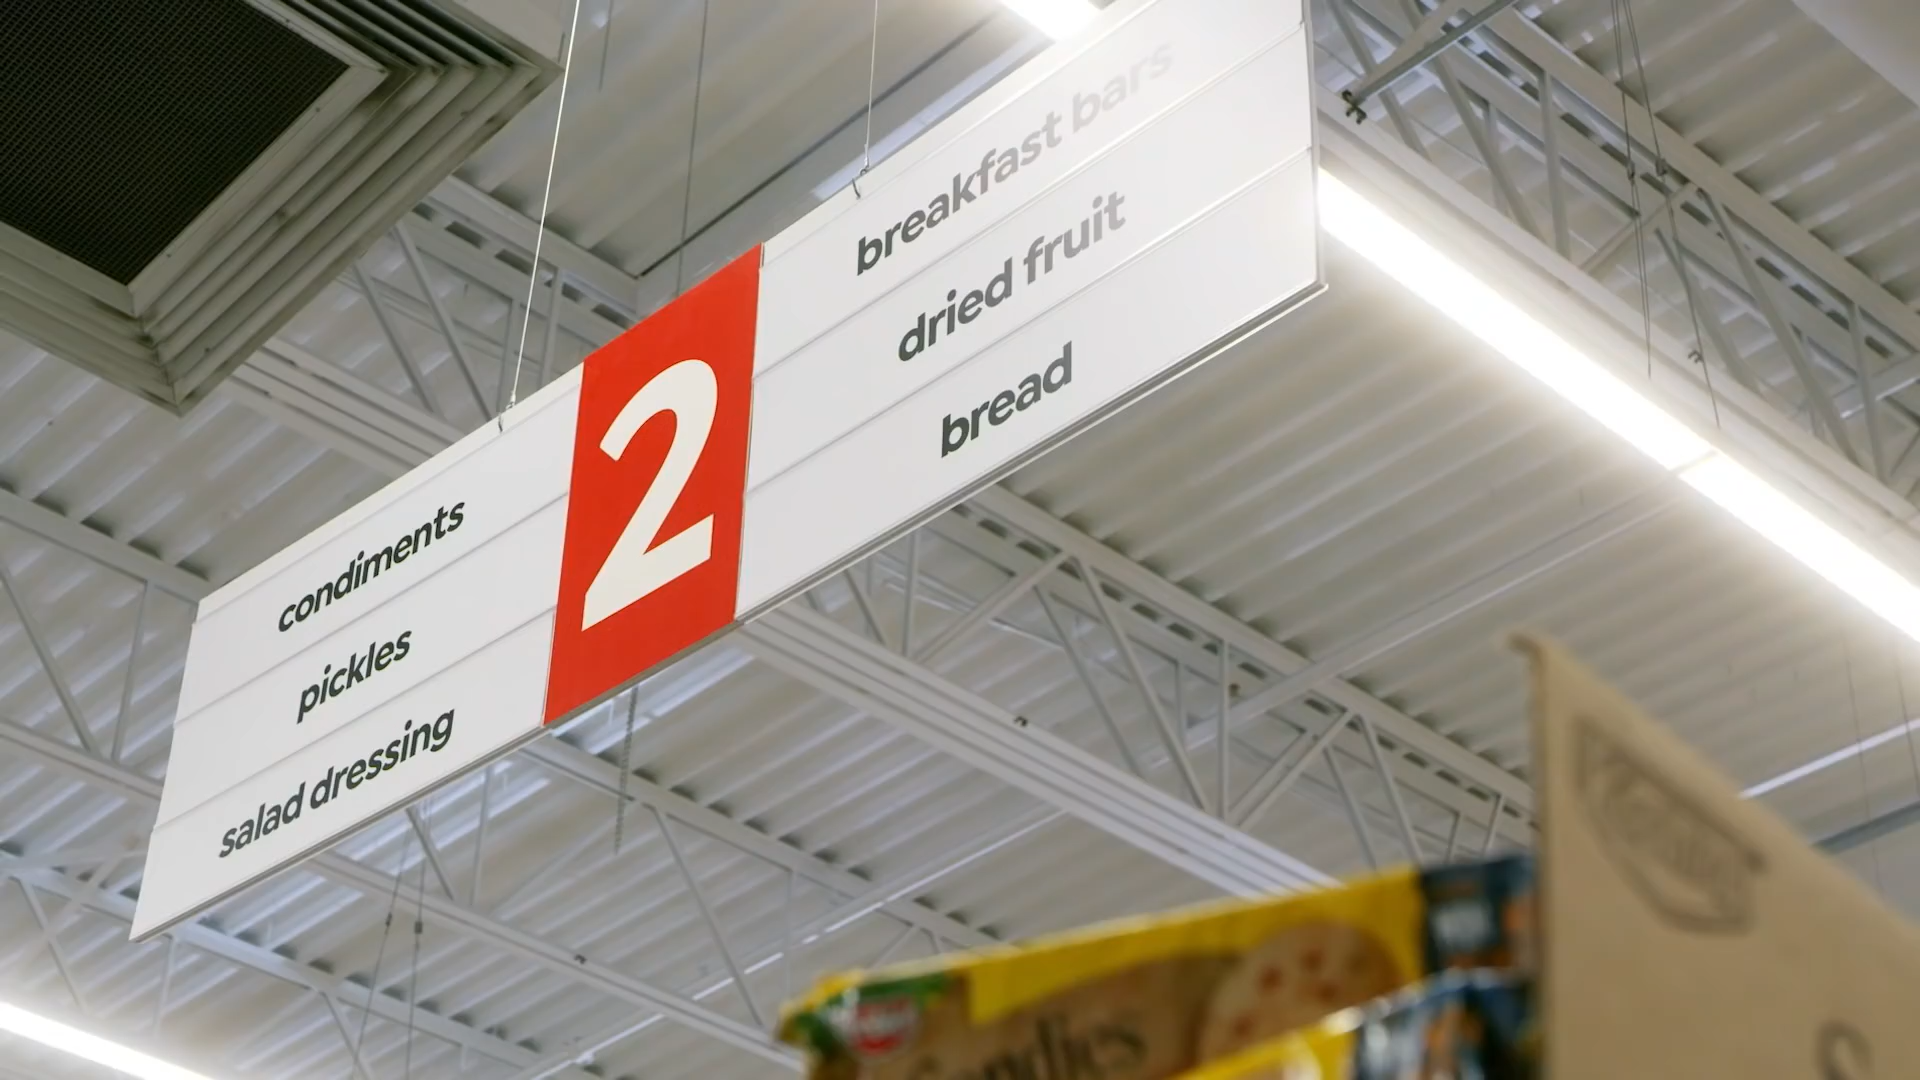 condiments
pickles
salad dressing
2
breakfast bars
dried fruit
bread